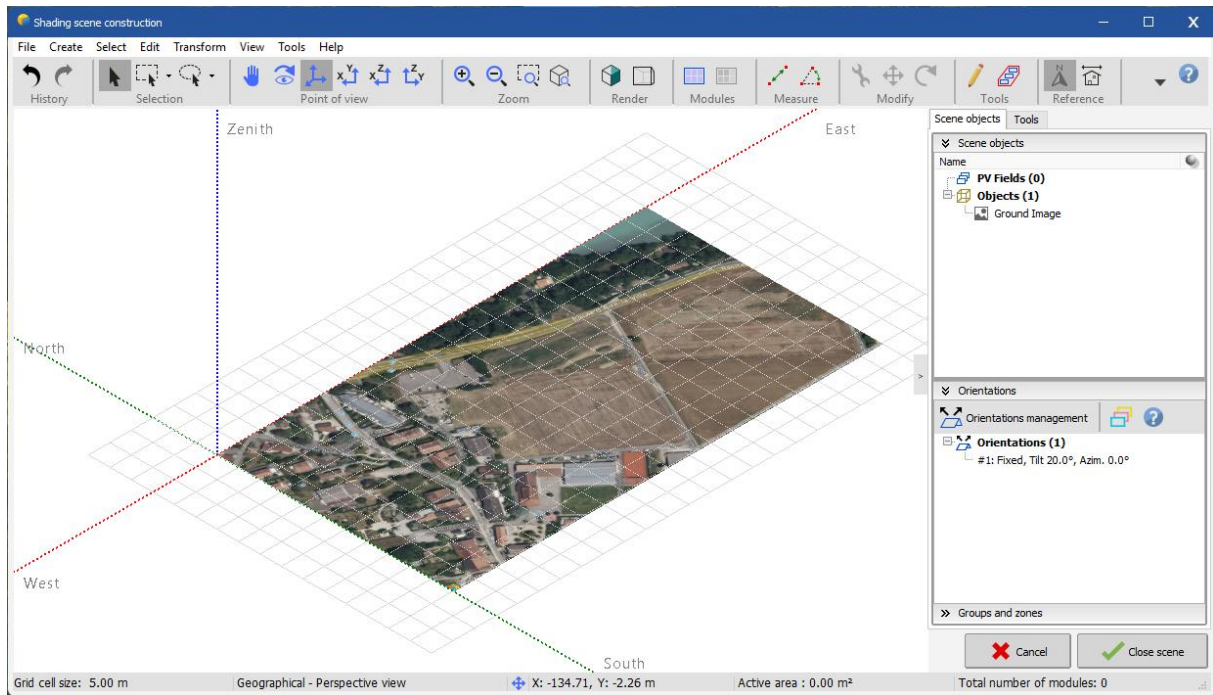 Shading scene construction
File Create Select Edit Transform View Tools Help
History Selection Point of view Zoom Render Modules Measure Modify Tools Reference
Zenith
East
North
West
South
Scene objects Tools
Scene objects
Name
PV Fields (0)
Objects (1)
Ground Image
Orientations
Orientations management
Orientations (1)
#1: Fixed, Tilt 20.0°, Azim. 0.0°
Groups and zones
Cancel Close scene
Grid cell size: 5.00 m Geographical - Perspective view X: -134.71, Y: -2.26 m Active area : 0.00 m² Total number of modules: 0